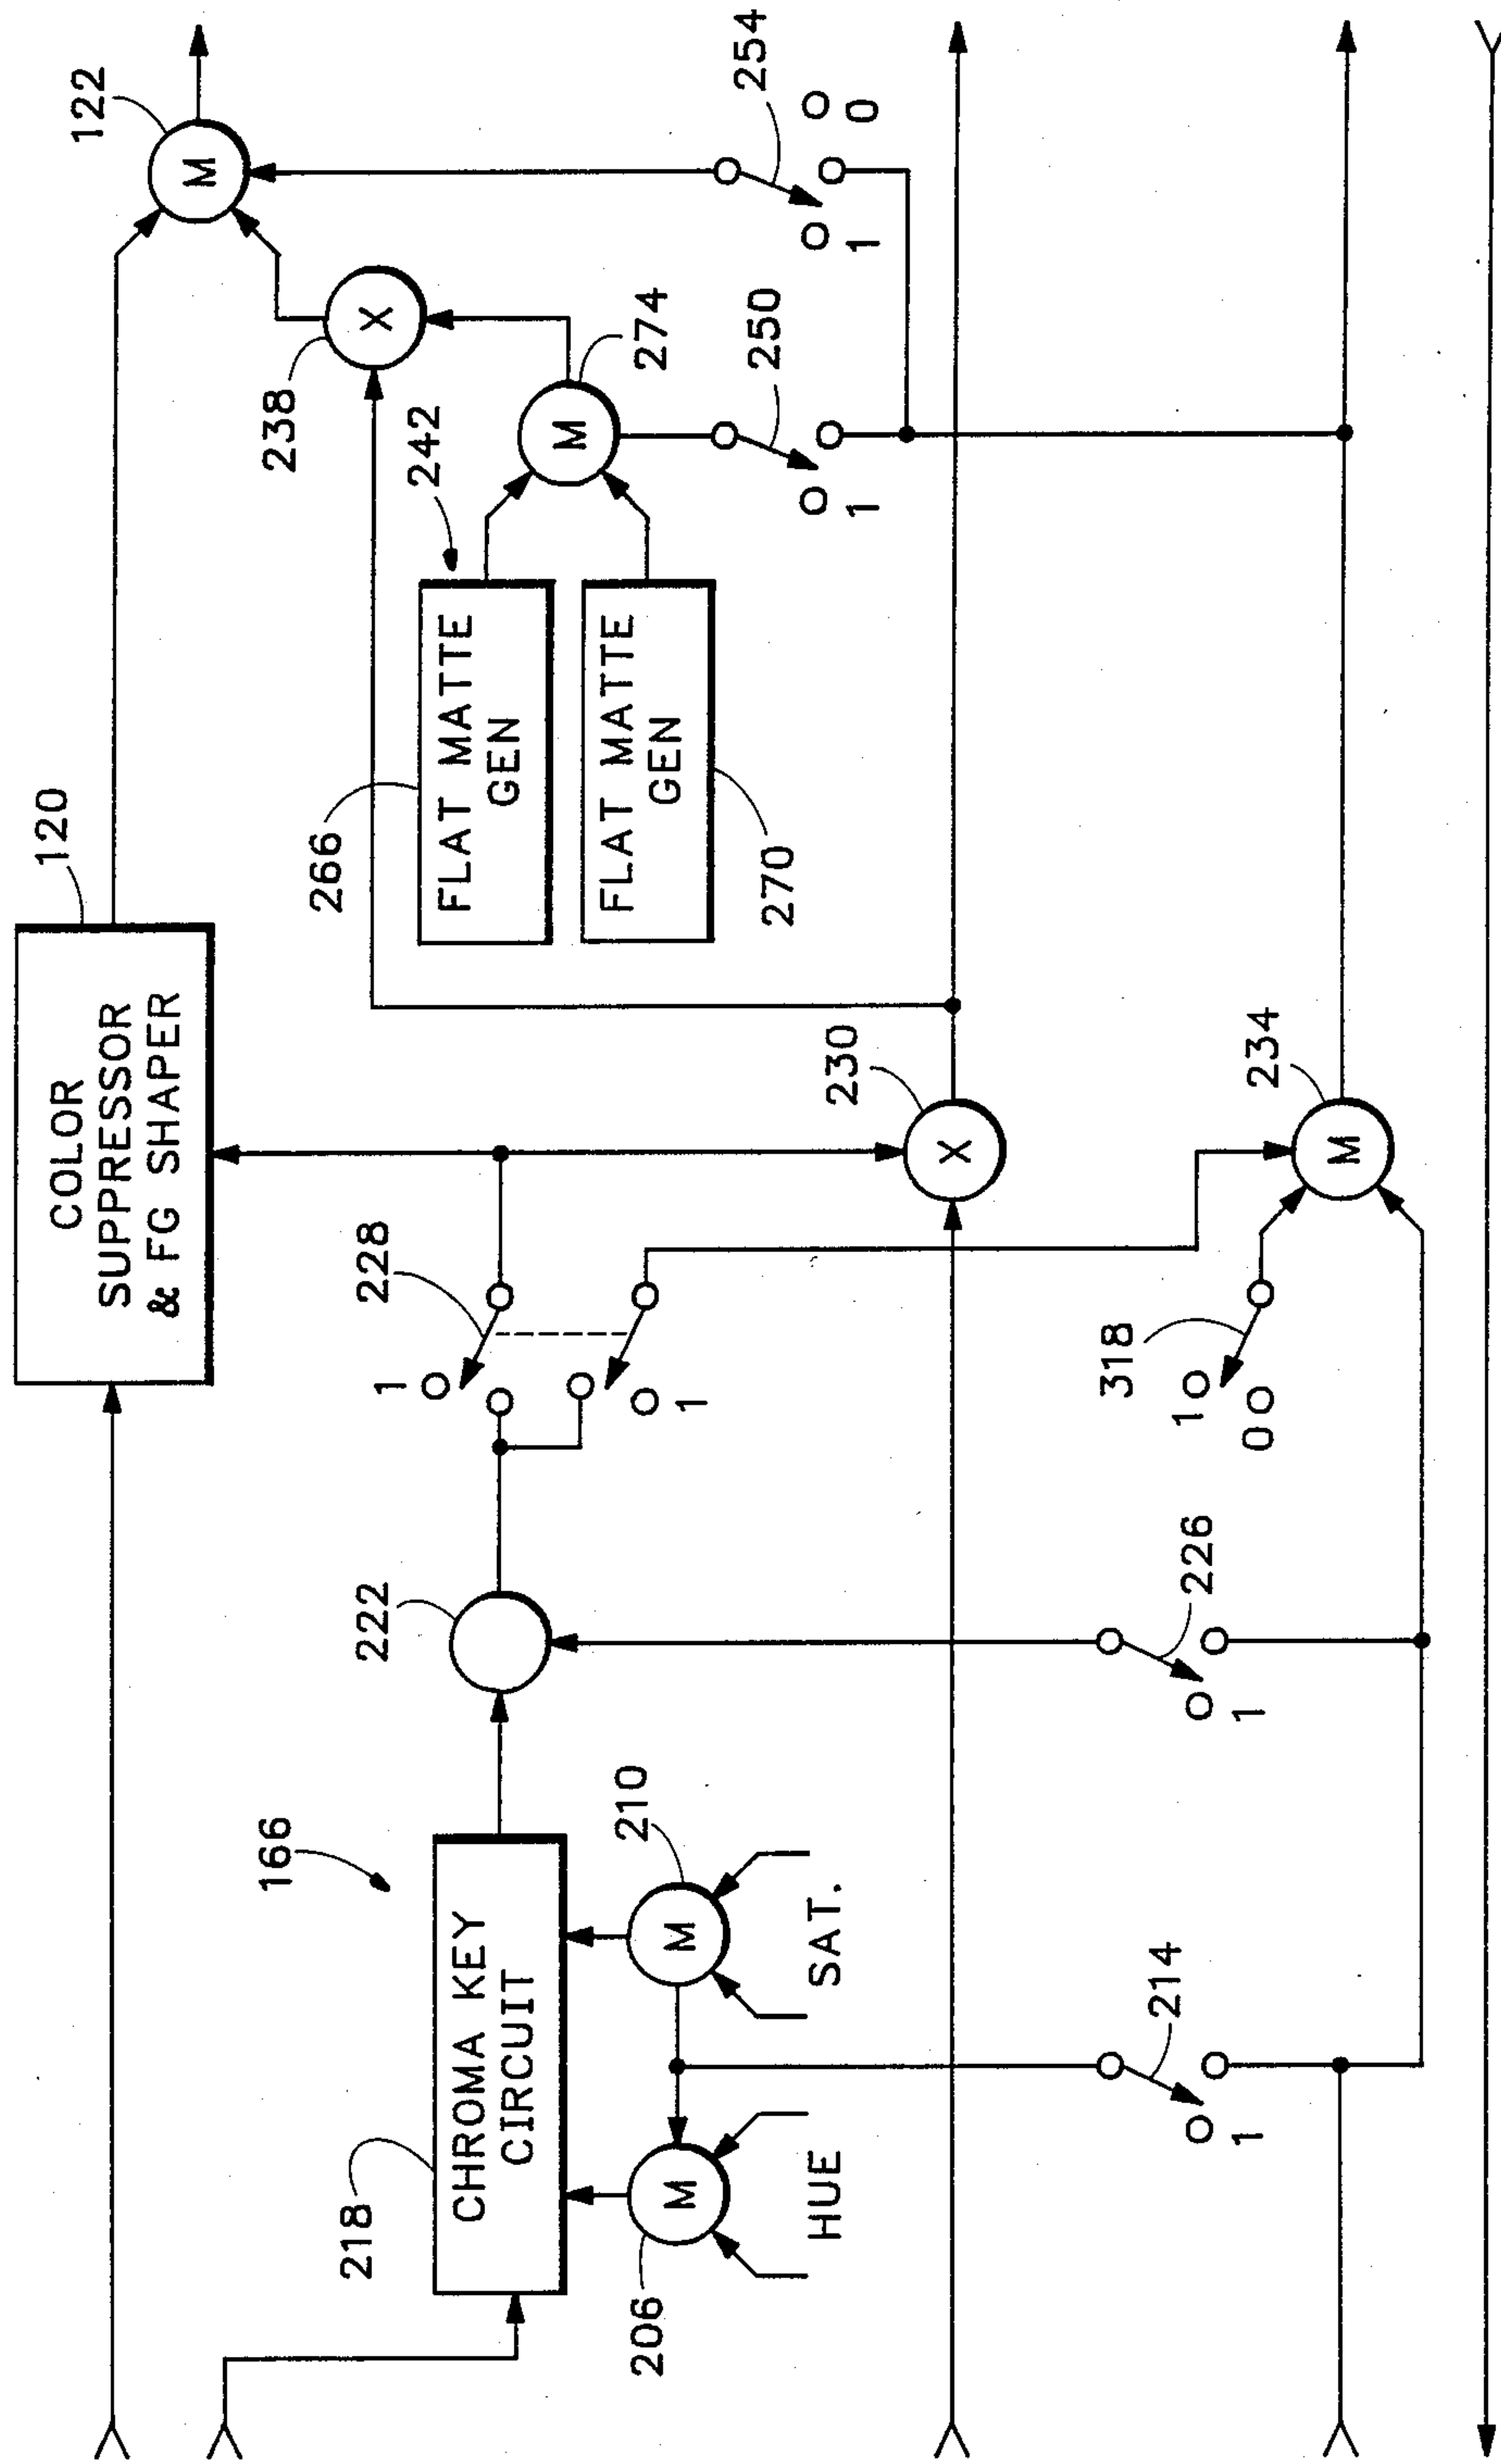 120
COLOR
SUPPRESSOR
& FG SHAPER
122
M
166
218
CHROMA KEY
CIRCUIT
222
228
1
1
238
X
266
242
FLAT MATTE
GEN
M
274
FLAT MATTE
GEN
270
250
1
254
1
0
206
M
M
210
HUE
SAT.
230
X
214
1
226
1
318
1
0
234
M